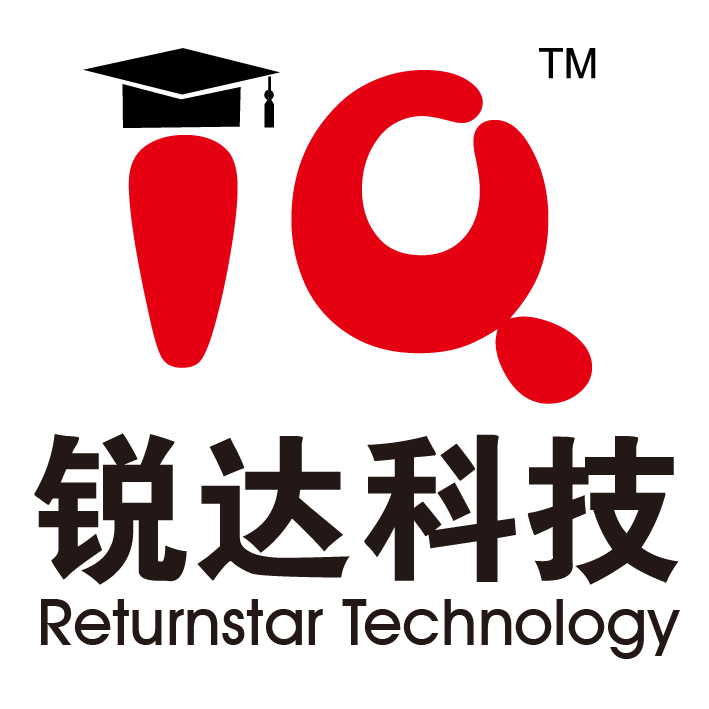 IQ™
锐达科技
Returnstar Technology